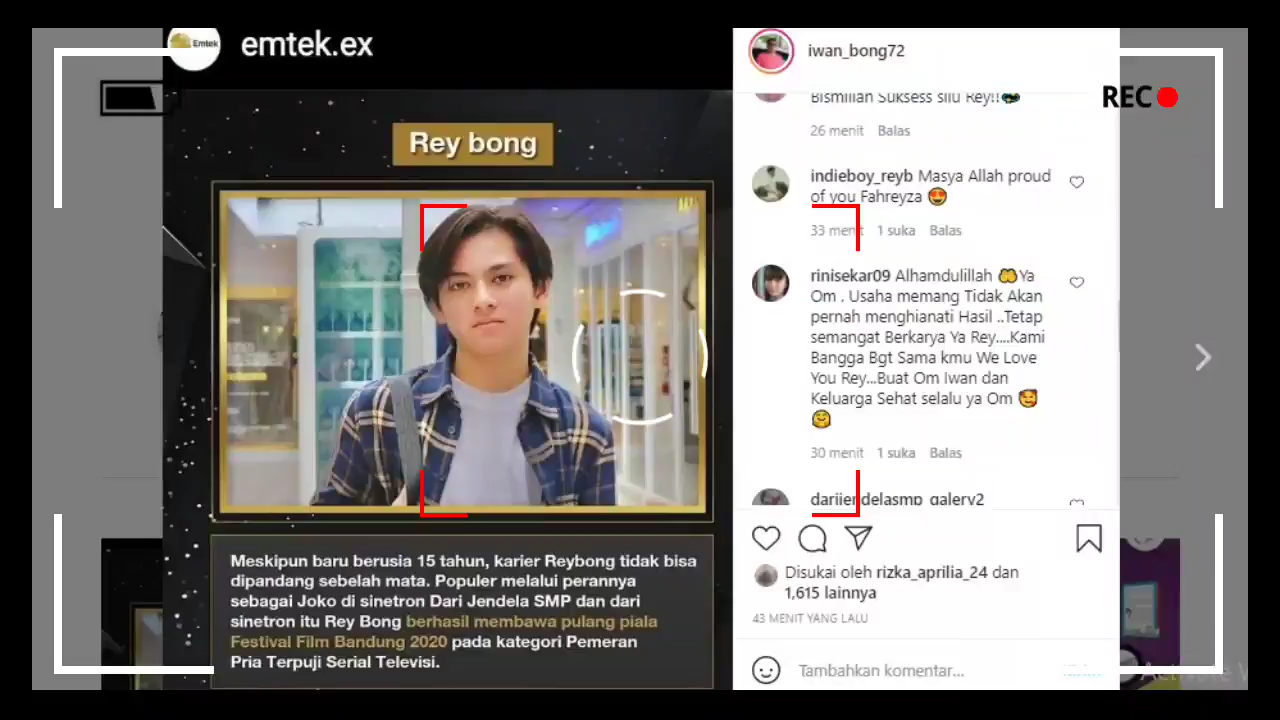 Emtek
emtek.ex
Rey bong
Meskipun baru berusia 15 tahun, karier Reybong tidak bisa
dipandang sebelah mata. Populer melalui perannya
sebagai Joko di sinetron Dari Jendela SMP dan dari
sinetron itu Rey Bong berhasil membawa pulang piala
Festival Film Bandung 2020 pada kategori Pemeran
Pria Terpuji Serial Televisi.
iwan_bong72
REC
Bismillah Suksess sllu Rey!!
26 menit Balas
indieboy_reyb Masya Allah proud
of you Fahreyza 😍
33 menit 1 suka Balas
rinisekar09 Alhamdulillah 🤲Ya
Om . Usaha memang Tidak Akan
pernah menghianati Hasil ..Tetap
semangat Berkarya Ya Rey....Kami
Bangga Bgt Sama kmu We Love
You Rey...Buat Om Iwan dan
Keluarga Sehat selalu ya Om 🥰
🤗
30 menit 1 suka Balas
darijendelasmp_galery2
Disukai oleh rizka_aprilia_24 dan
1,615 lainnya
43 MENIT YANG LALU
Tambahkan komentar...